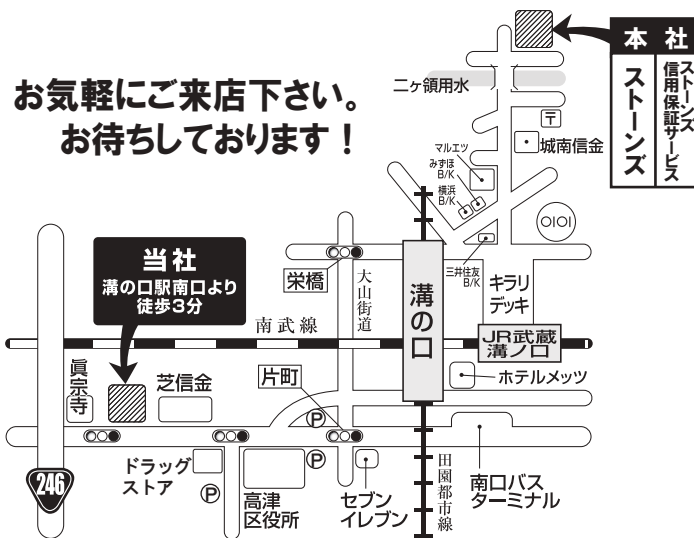 お気軽にご来店下さい。
お待ちしております！
本社
ストーンズ
ストーンズ
信用保証サービス
二ヶ領用水
〒
城南信金
マルエツ
みずほ
B/K
横浜
B/K
OIOI
三井住友
B/K
キラリ
デッキ
当社
溝の口駅南口より
徒歩3分
栄橋
大山街道
溝の口
南武線
JR武蔵
溝ノ口
眞宗寺
芝信金
片町
ホテルメッツ
P
246
ドラッグ
ストア
P
高津
区役所
P
セブン
イレブン
田園都市線
南口バス
ターミナル